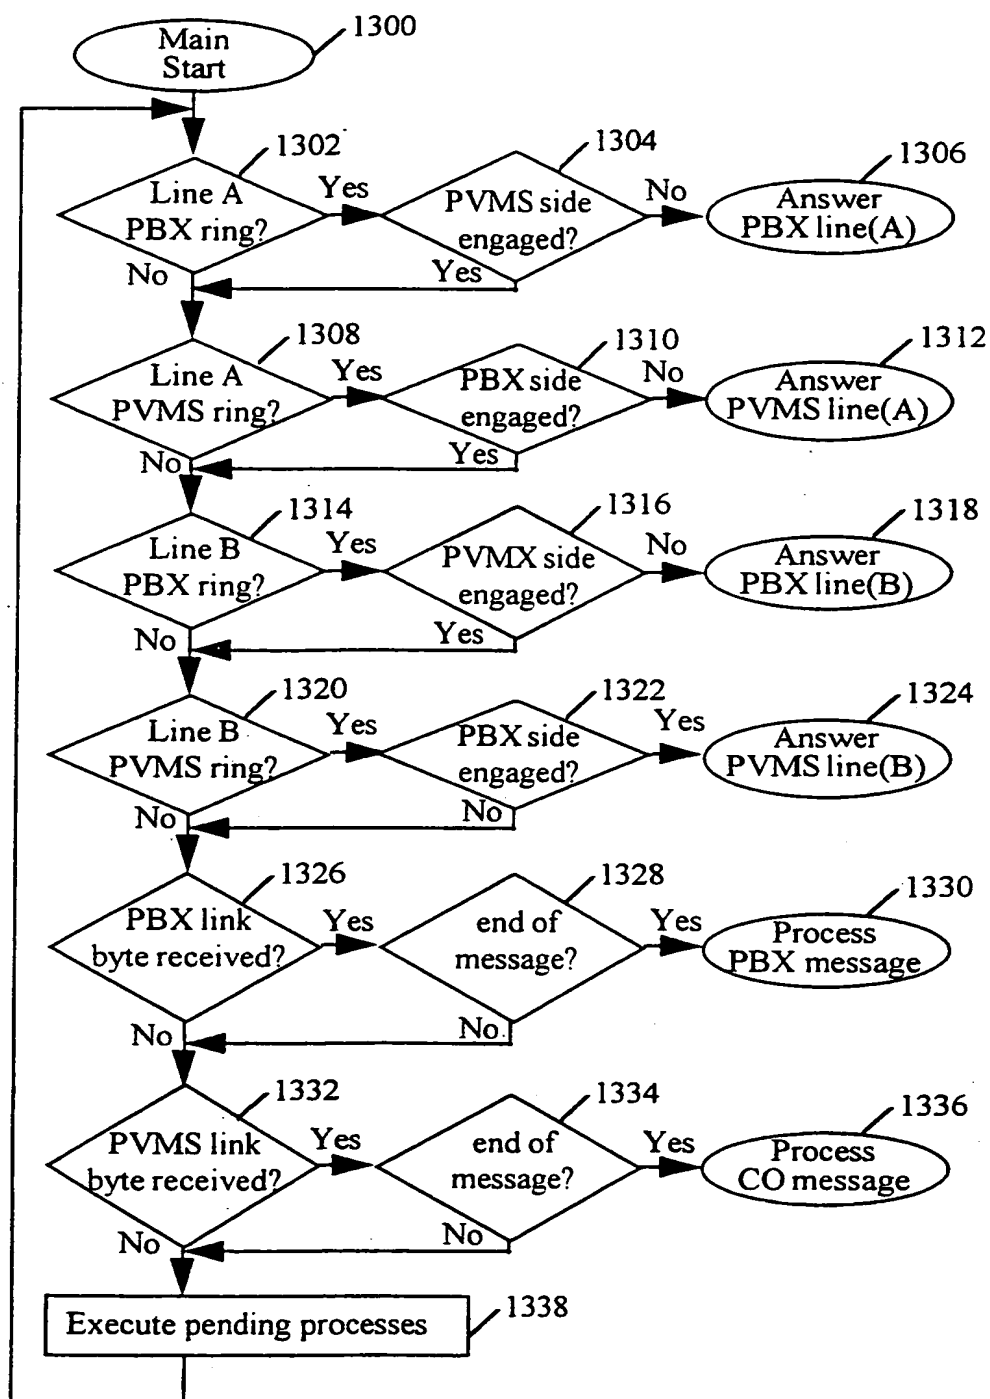 Main
Start
1300
1302
1304
1306
Line A
PBX ring?
Yes
PVMS side
engaged?
No
Answer
PBX line(A)
No
Yes
1308
1310
1312
Line A
PVMS ring?
Yes
PBX side
engaged?
No
Answer
PVMS line(A)
No
Yes
1314
1316
1318
Line B
PBX ring?
Yes
PVMX side
engaged?
No
Answer
PBX line(B)
No
Yes
1320
1322
1324
Line B
PVMS ring?
Yes
PBX side
engaged?
Yes
Answer
PVMS line(B)
No
No
1326
1328
1330
PBX link
byte received?
Yes
end of
message?
Yes
Process
PBX message
No
No
1332
1334
1336
PVMS link
byte received?
Yes
end of
message?
Yes
Process
CO message
No
No
Execute pending processes
1338